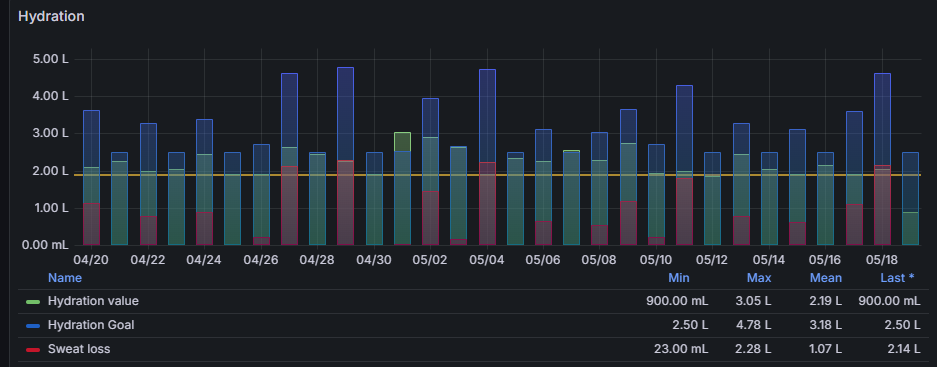 Hydration
5.00 L
4.00 L
3.00 L
2.00 L
1.00 L
0.00 mL
04/20 04/22 04/24 04/26 04/28 04/30 05/02 05/04 05/06 05/08 05/10 05/12 05/14 05/16 05/18
Name Min Max Mean Last *
Hydration value 900.00 mL 3.05 L 2.19 L 900.00 mL
Hydration Goal 2.50 L 4.78 L 3.18 L 2.50 L
Sweat loss 23.00 mL 2.28 L 1.07 L 2.14 L